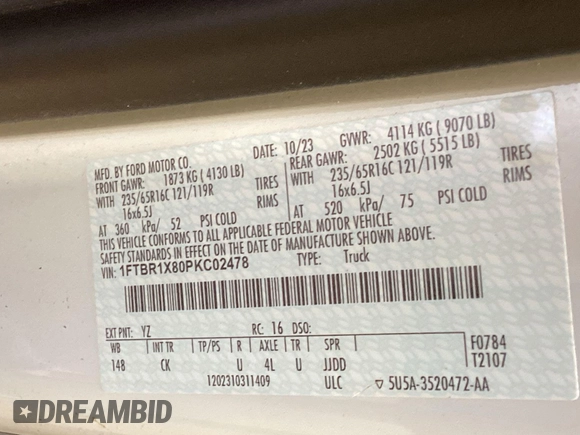 MFD. BY FORD MOTOR CO.
DATE: 10/23 GVWR: 4114 KG ( 9070 LB)
FRONT GAWR: 1873 KG ( 4130 LB) REAR GAWR: 2502 KG ( 5515 LB)
WITH 235/65R16C 121/119R TIRES WITH 235/65R16C 121/119R TIRES
16x6.5J RIMS 16x6.5J RIMS
AT 360 kPa/ 52 PSI COLD AT 520 kPa/ 75 PSI COLD
THIS VEHICLE CONFORMS TO ALL APPLICABLE FEDERAL MOTOR VEHICLE
SAFETY STANDARDS IN EFFECT ON THE DATE OF MANUFACTURE SHOWN ABOVE.
VIN: 1FTBR1X80PKC02478 TYPE: Truck
EXT PNT: YZ RC: 16 DSO: F0784
WB INT TR TP/PS R AXLE TR SPR T2107
148 CK U 4L U JJDD
1202310311409 ULC ▽ 5U5A-3520472-AA
DREAMBID